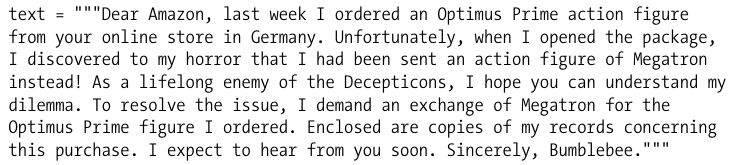 text = """Dear Amazon, last week I ordered an Optimus Prime action figure
from your online store in Germany. Unfortunately, when I opened the package,
I discovered to my horror that I had been sent an action figure of Megatron
instead! As a lifelong enemy of the Decepticons, I hope you can understand my
dilemma. To resolve the issue, I demand an exchange of Megatron for the
Optimus Prime figure I ordered. Enclosed are copies of my records concerning
this purchase. I expect to hear from you soon. Sincerely, Bumblebee."""